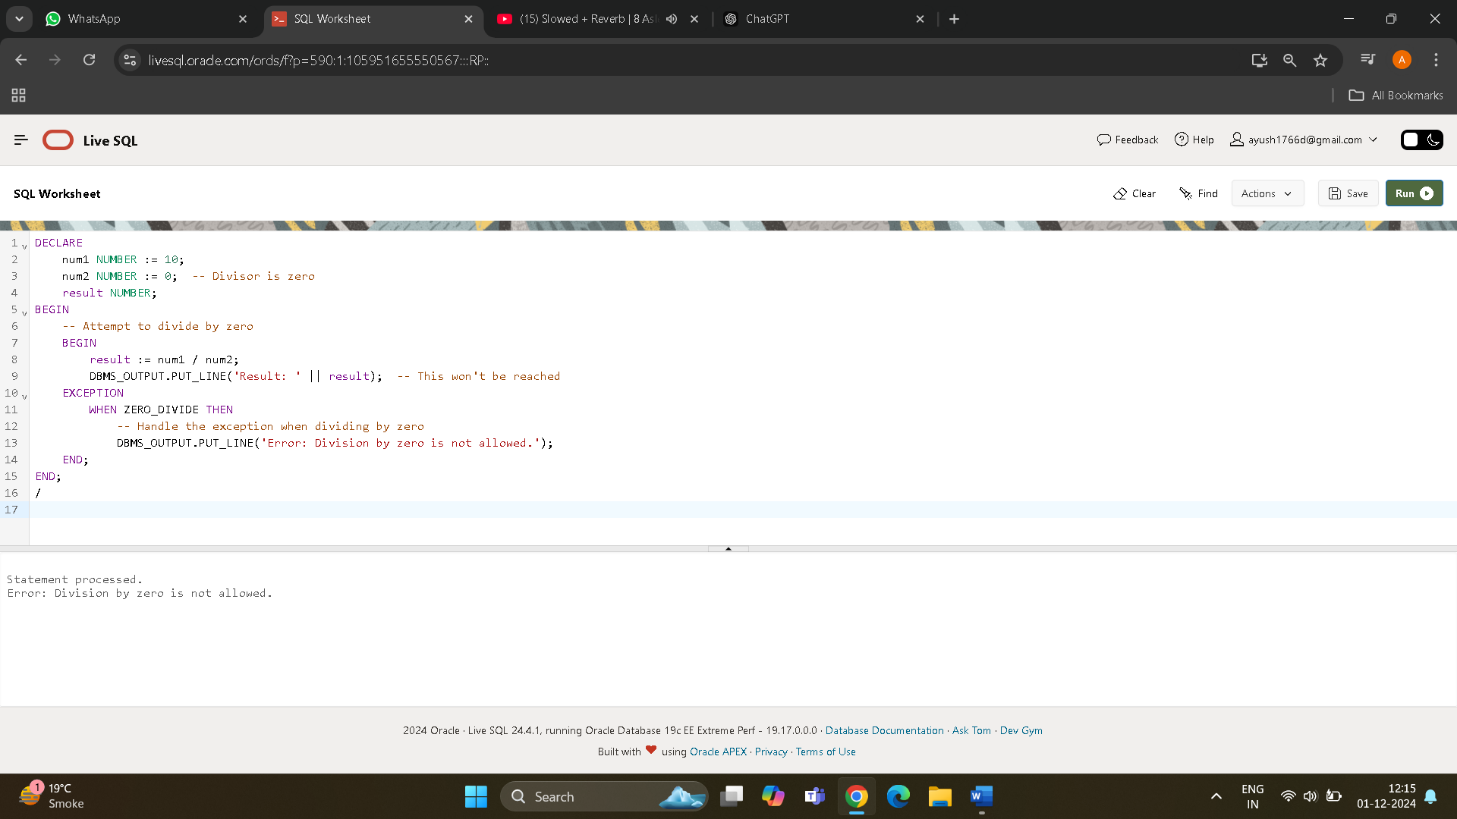 WhatsApp
SQL Worksheet
(15) Slowed + Reverb | 8 Asl
ChatGPT
livesql.oracle.com/ords/f?p=590:1:105951655550567:::RP::
A
All Bookmarks
Live SQL
Feedback
Help
ayush1766d@gmail.com
SQL Worksheet
Clear
Find
Actions
Save
Run
1 DECLARE
2     num1 NUMBER := 10;
3     num2 NUMBER := 0;  -- Divisor is zero
4     result NUMBER;
5 BEGIN
6     -- Attempt to divide by zero
7     BEGIN
8         result := num1 / num2;
9         DBMS_OUTPUT.PUT_LINE('Result: ' || result);  -- This won't be reached
10     EXCEPTION
11         WHEN ZERO_DIVIDE THEN
12             -- Handle the exception when dividing by zero
13             DBMS_OUTPUT.PUT_LINE('Error: Division by zero is not allowed.');
14     END;
15 END;
16 /
17
Statement processed.
Error: Division by zero is not allowed.
2024 Oracle · Live SQL 24.4.1, running Oracle Database 19c EE Extreme Perf - 19.17.0.0.0 · Database Documentation · Ask Tom · Dev Gym
Built with ❤ using Oracle APEX · Privacy · Terms of Use
1
19°C
Smoke
Search
ENG
IN
12:15
01-12-2024